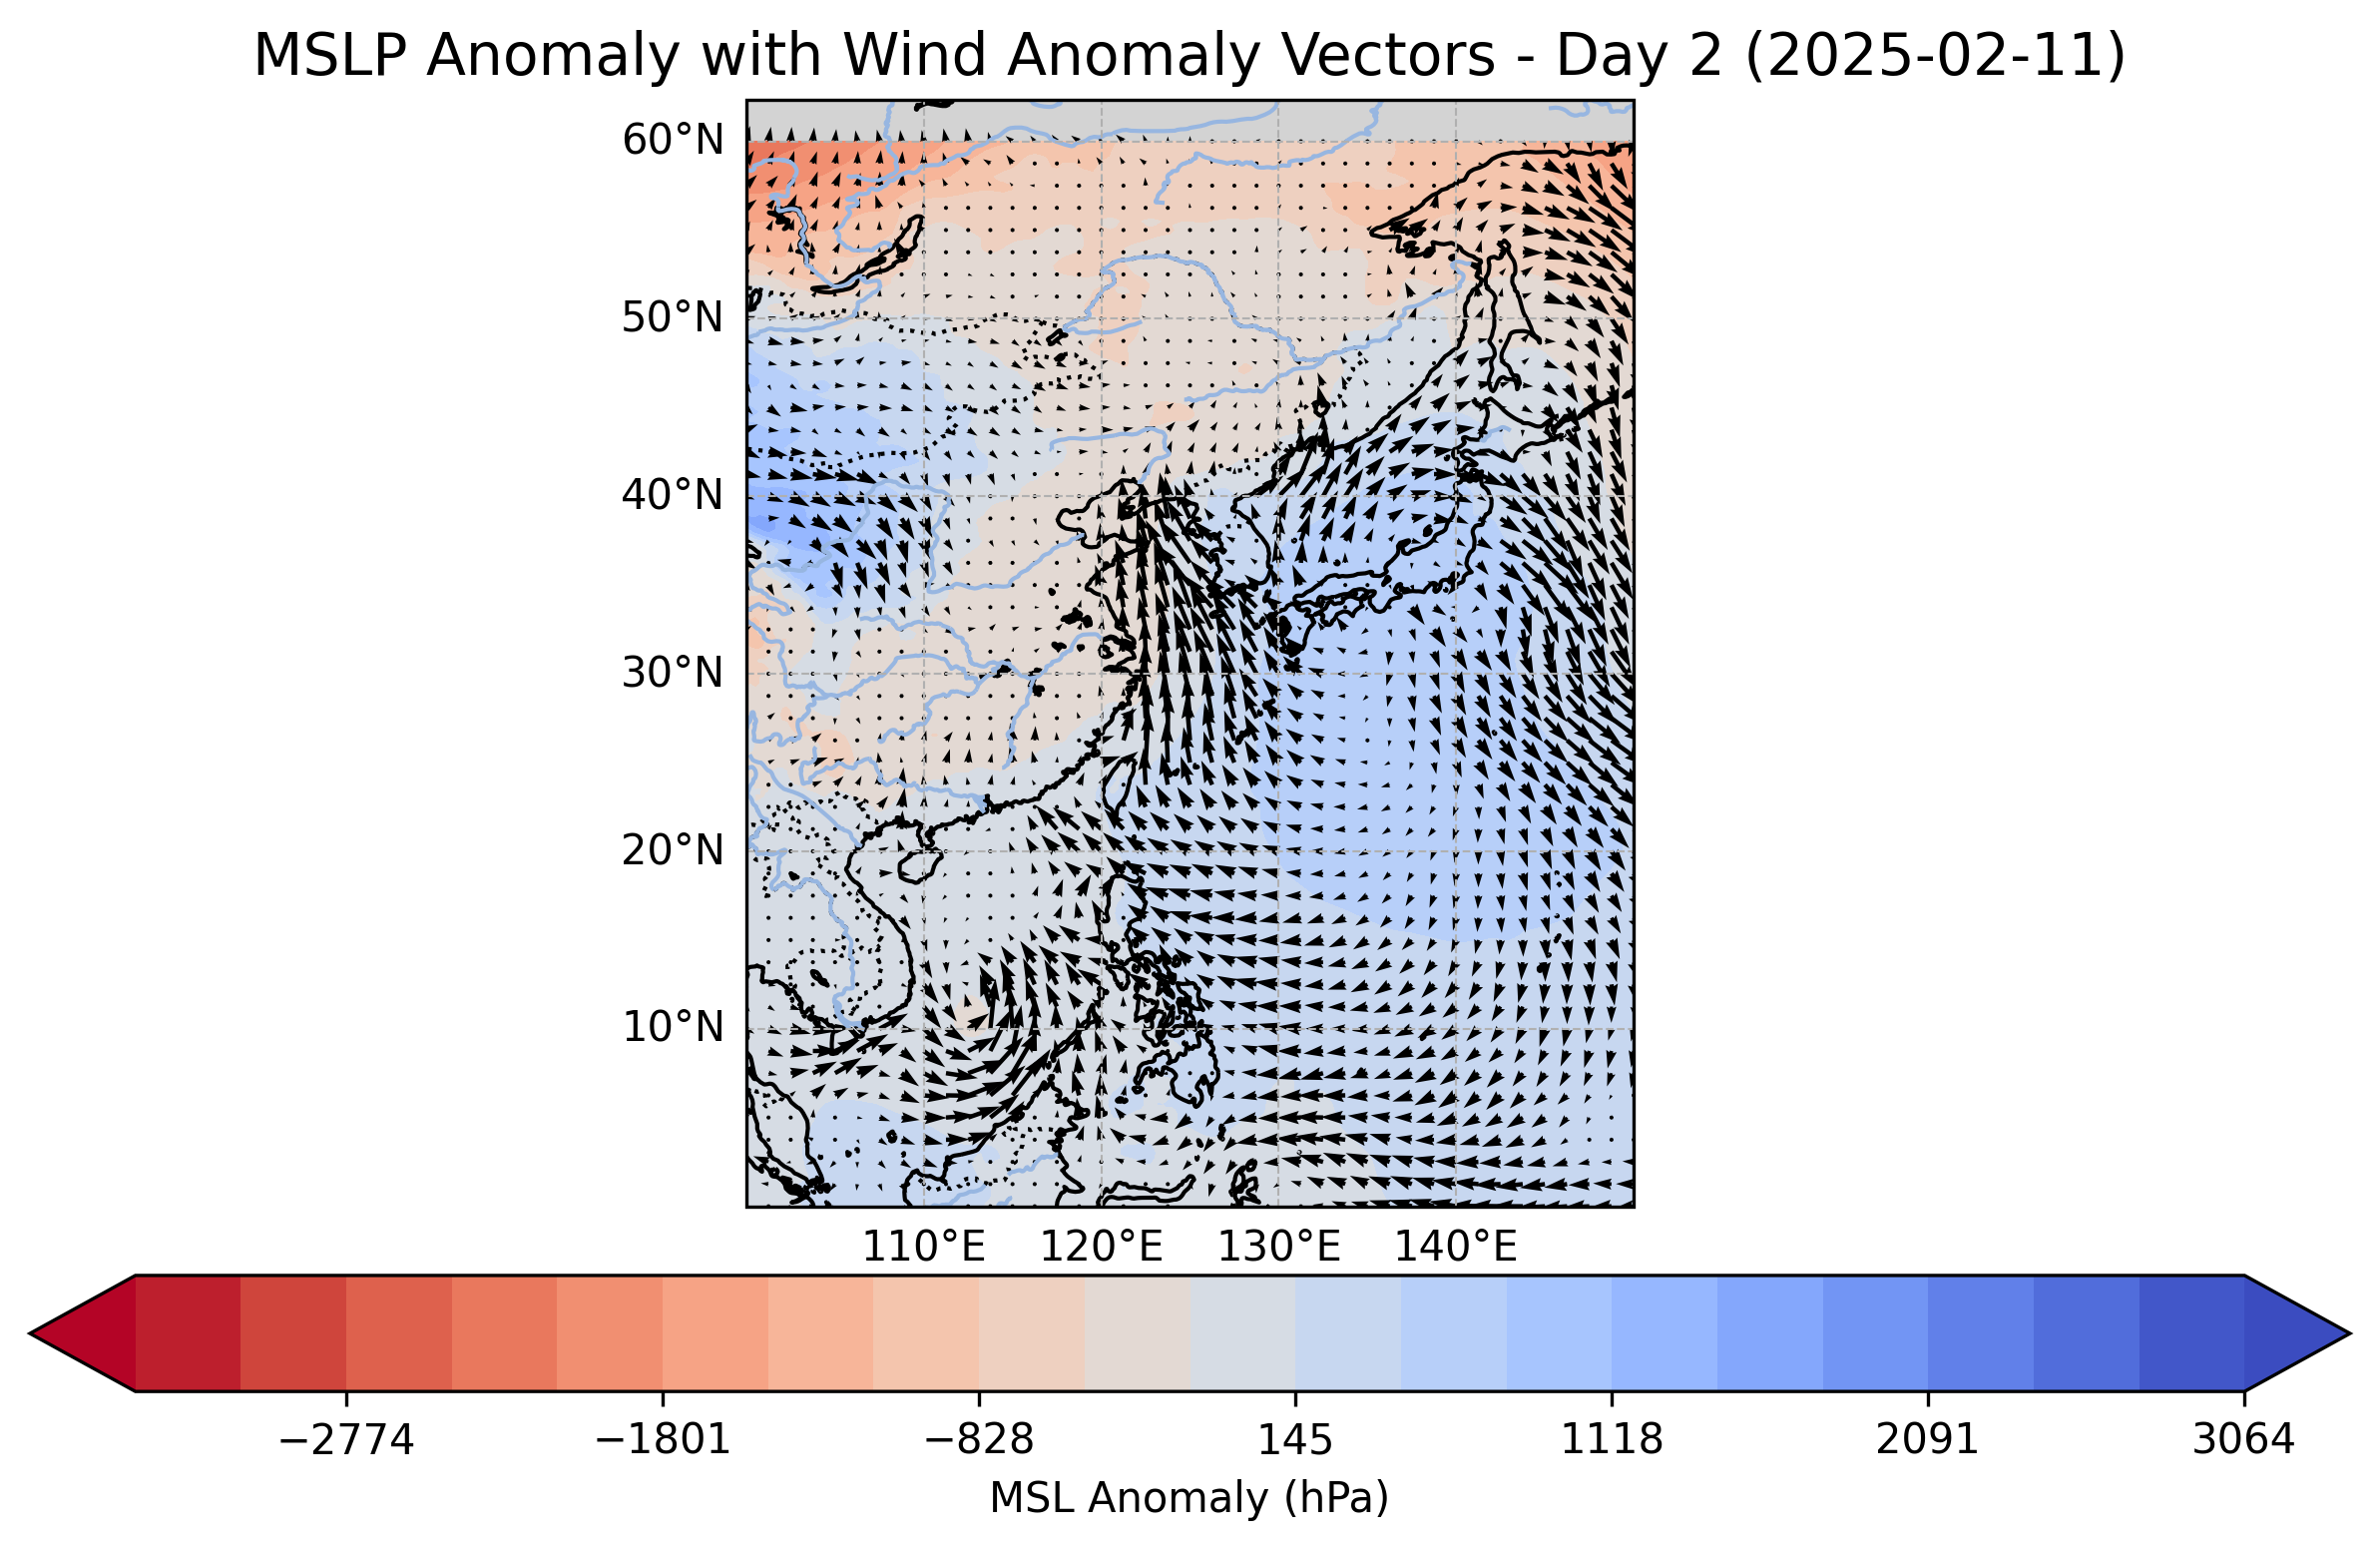 MSLP Anomaly with Wind Anomaly Vectors - Day 2 (2025-02-11)
60°N
50°N
40°N
30°N
20°N
10°N
110°E 120°E 130°E 140°E
−2774 −1801 −828 145 1118 2091 3064
MSL Anomaly (hPa)